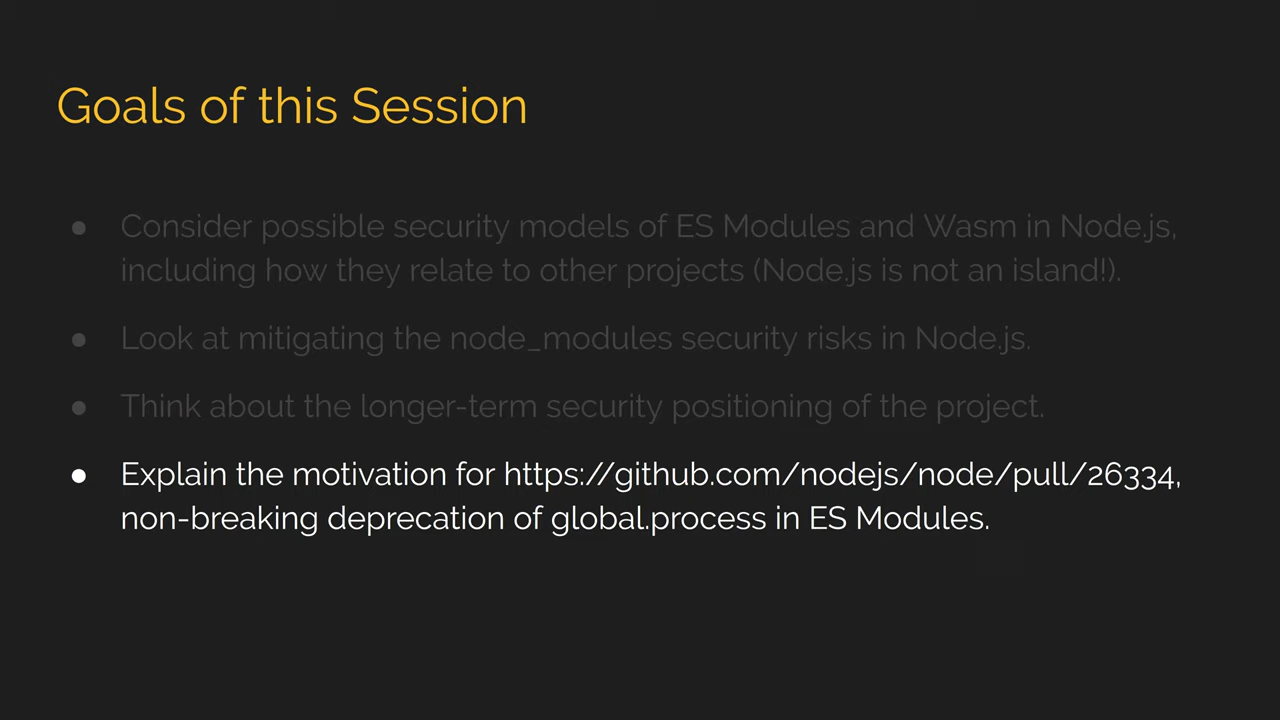 Goals of this Session
● Consider possible security models of ES Modules and Wasm in Node.js,
including how they relate to other projects (Node.js is not an island!).
● Look at mitigating the node_modules security risks in Node.js.
● Think about the longer-term security positioning of the project.
● Explain the motivation for https://github.com/nodejs/node/pull/26334,
non-breaking deprecation of global.process in ES Modules.